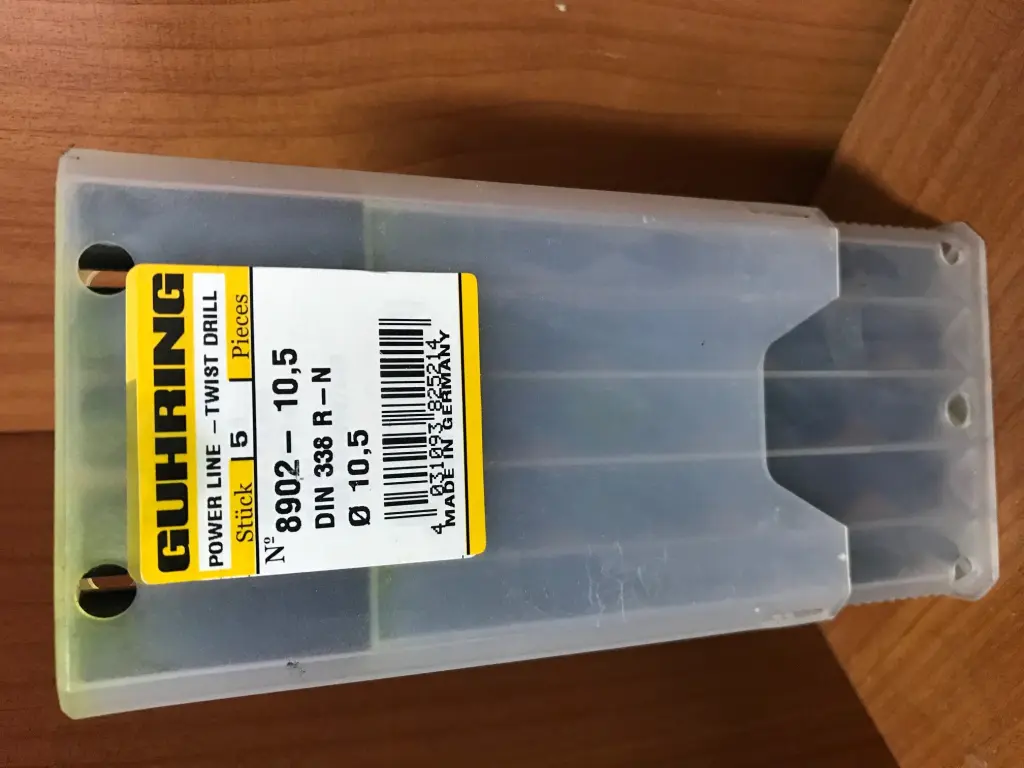 GUHRING
POWER LINE – TWIST DRILL
Stück 5 Pieces
Nº 8902 – 10,5
DIN 338 R – N
Ø 10,5
4 031093 825214
MADE IN GERMANY